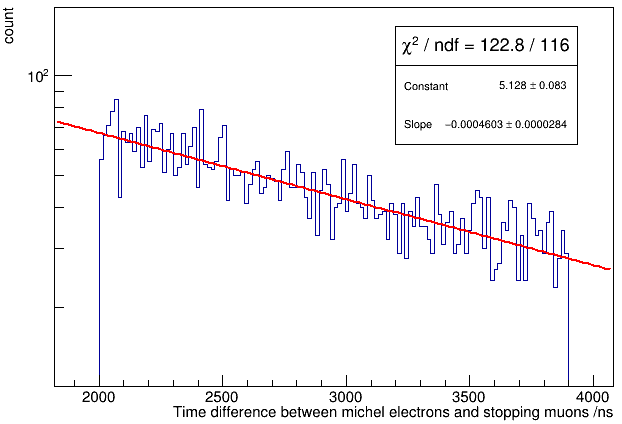 count
χ² / ndf = 122.8 / 116
Constant 5.128 ± 0.083
Slope −0.0004603 ± 0.0000284
10²
2000 2500 3000 3500 4000
Time difference between michel electrons and stopping muons /ns